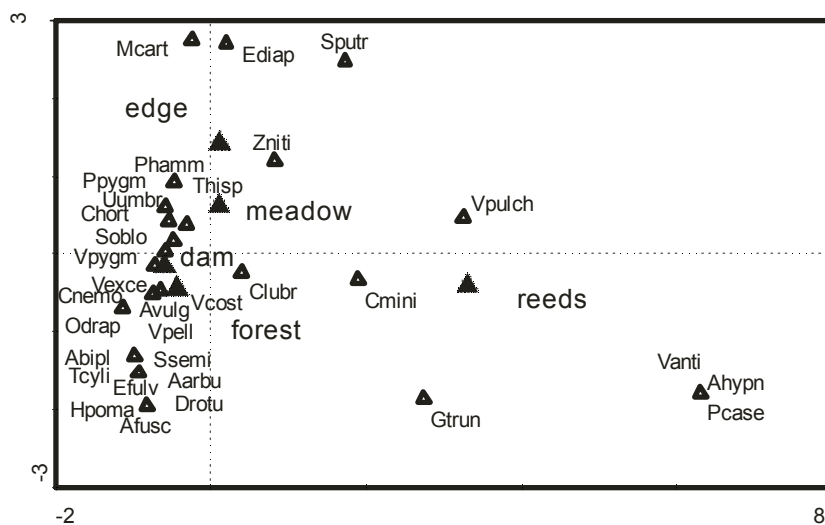 3
Mcart
Ediap
Sputr
edge
Zniti
Phamm
Ppygm
Thisp
Uumbr
meadow
Chort
Vpulch
Soblo
Vpygm
dam
Vexce
Clubr
Cnemo
Vcost
Cmini
reeds
Avulg
Odrap
Vpell
forest
Abipl
Ssemi
Vanti
Tcyli
Efulv
Aarbu
Ahypn
Hpoma
Drotu
Pcase
Afusc
Gtrun
-3
-2
8